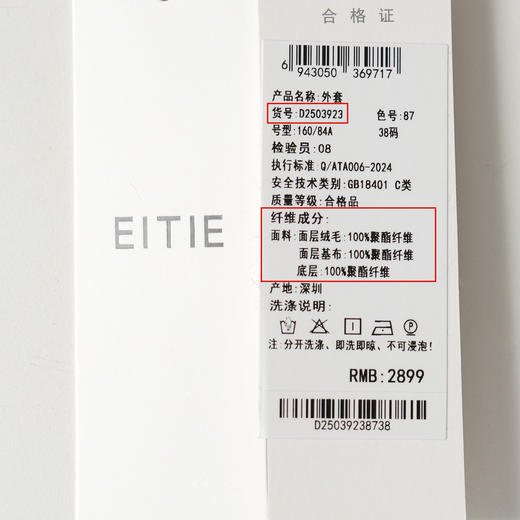 合格证
EITIE
6 943050 369717
产品名称:外套
货号:D2503923 色号:87
号型:160/84A 38码
检验员:08
执行标准:Q/ATA006-2024
安全技术类别:GB18401 C类
质量等级:合格品
纤维成分:
面料: 面层绒毛:100%聚酯纤维
面层基布:100%聚酯纤维
底层:100%聚酯纤维
产地:深圳
洗涤说明:
注:分开洗涤、即洗即晾、不可浸泡!
RMB:2899
D25039238738